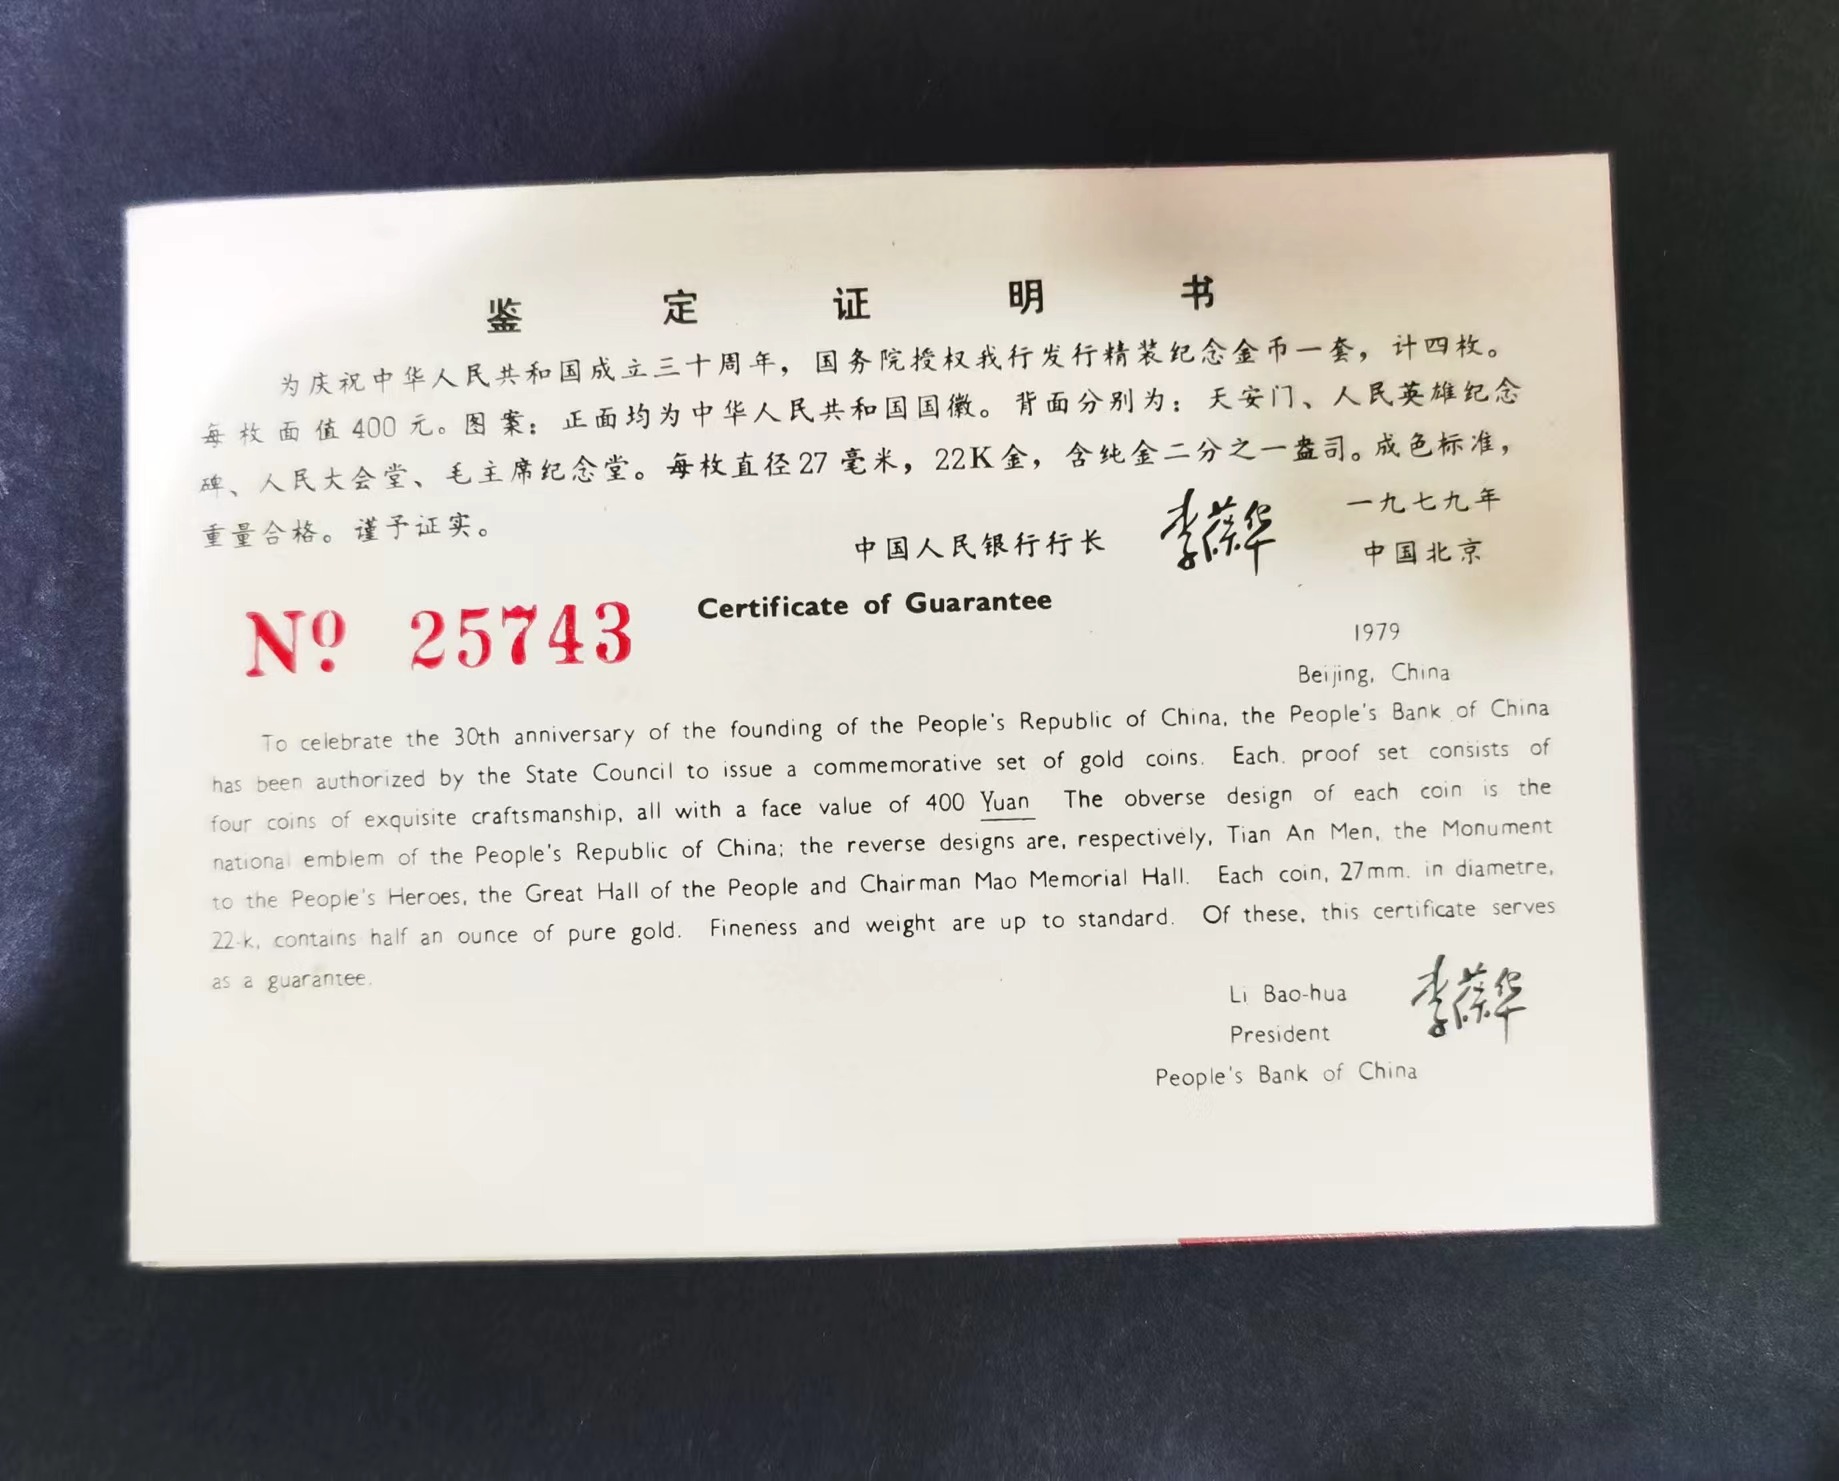 鉴定证明书
为庆祝中华人民共和国成立三十周年，国务院授权我行发行精装纪念金币一套，计四枚。
每枚面值400元。图案：正面均为中华人民共和国国徽。背面分别为：天安门、人民英雄纪念
碑、人民大会堂、毛主席纪念堂。每枚直径27毫米，22K金，含纯金二分之一盎司。成色标准，
重量合格。谨予证实。
中国人民银行行长 李葆华 一九七九年
中国北京
Certificate of Guarantee
Nº 25743
1979
Beijing, China
To celebrate the 30th anniversary of the founding of the People's Republic of China, the People's Bank of China
has been authorized by the State Council to issue a commemorative set of gold coins. Each. proof set consists of
four coins of exquisite craftsmanship, all with a face value of 400 Yuan The obverse design of each coin is the
national emblem of the People's Republic of China; the reverse designs are, respectively, Tian An Men, the Monument
to the People's Heroes, the Great Hall of the People and Chairman Mao Memorial Hall. Each coin, 27mm. in diametre,
22-k, contains half an ounce of pure gold. Fineness and weight are up to standard. Of these, this certificate serves
as a guarantee.
Li Bao-hua 李葆华
President
People's Bank of China